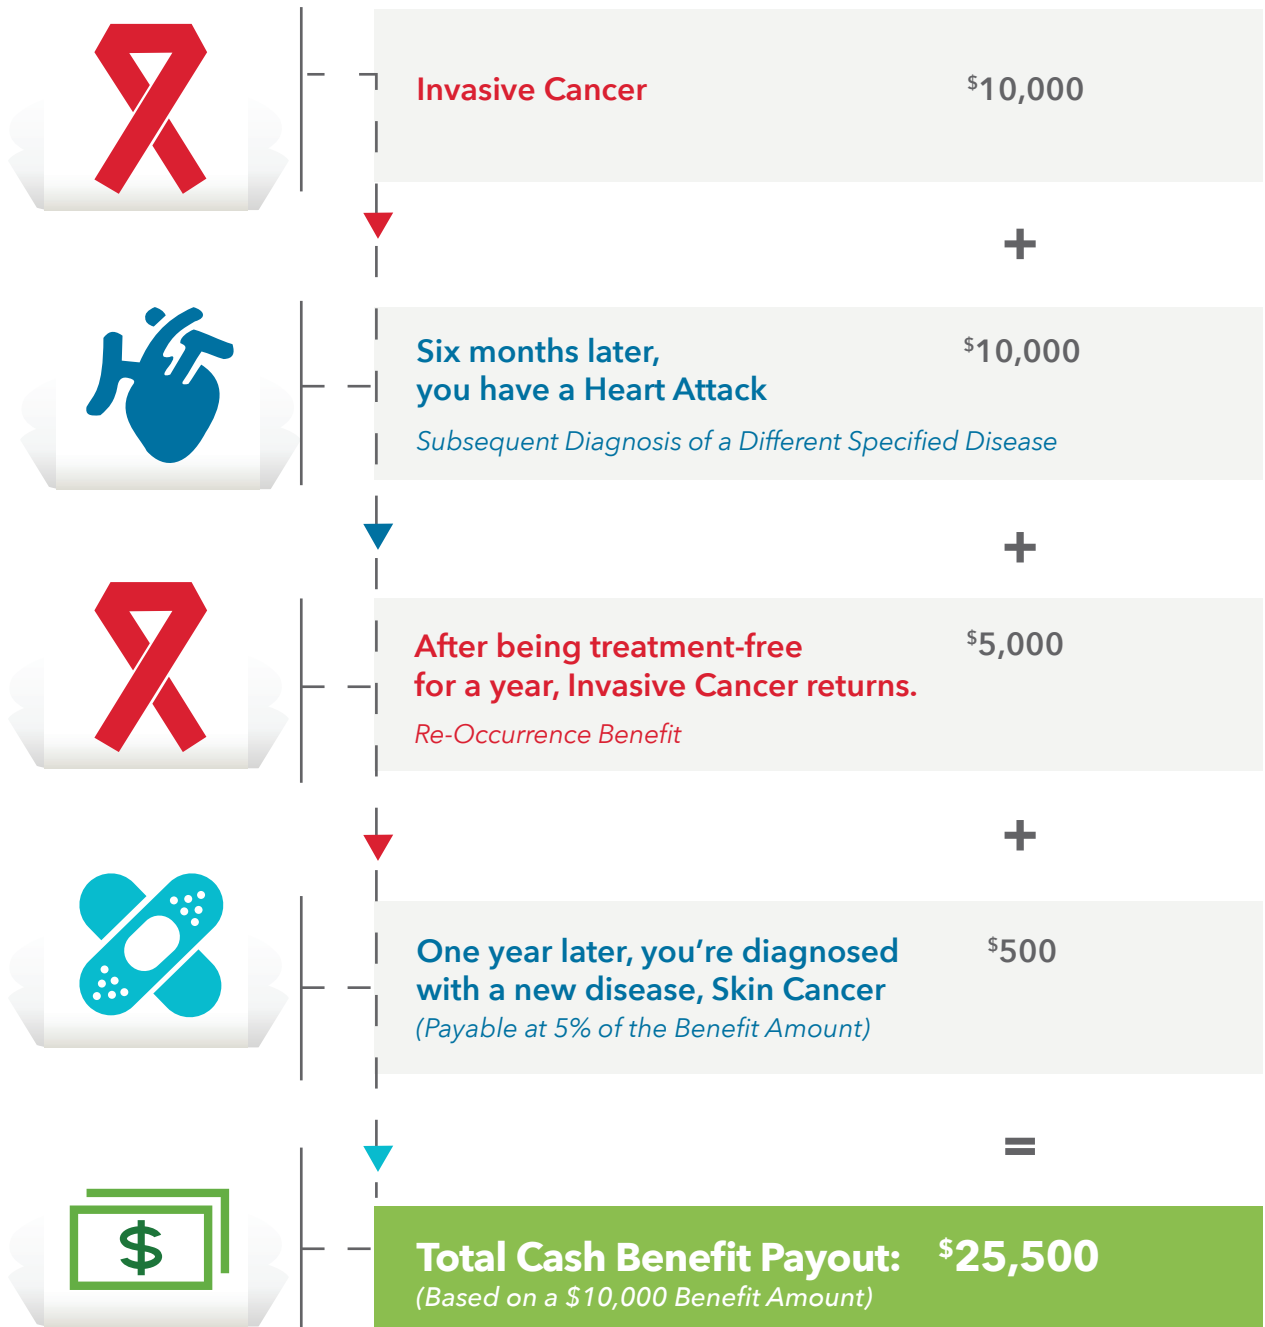 Invasive Cancer $10,000
+
Six months later, $10,000
you have a Heart Attack
Subsequent Diagnosis of a Different Specified Disease
+
After being treatment-free $5,000
for a year, Invasive Cancer returns.
Re-Occurrence Benefit
+
One year later, you’re diagnosed $500
with a new disease, Skin Cancer
(Payable at 5% of the Benefit Amount)
=
$
Total Cash Benefit Payout: $25,500
(Based on a $10,000 Benefit Amount)